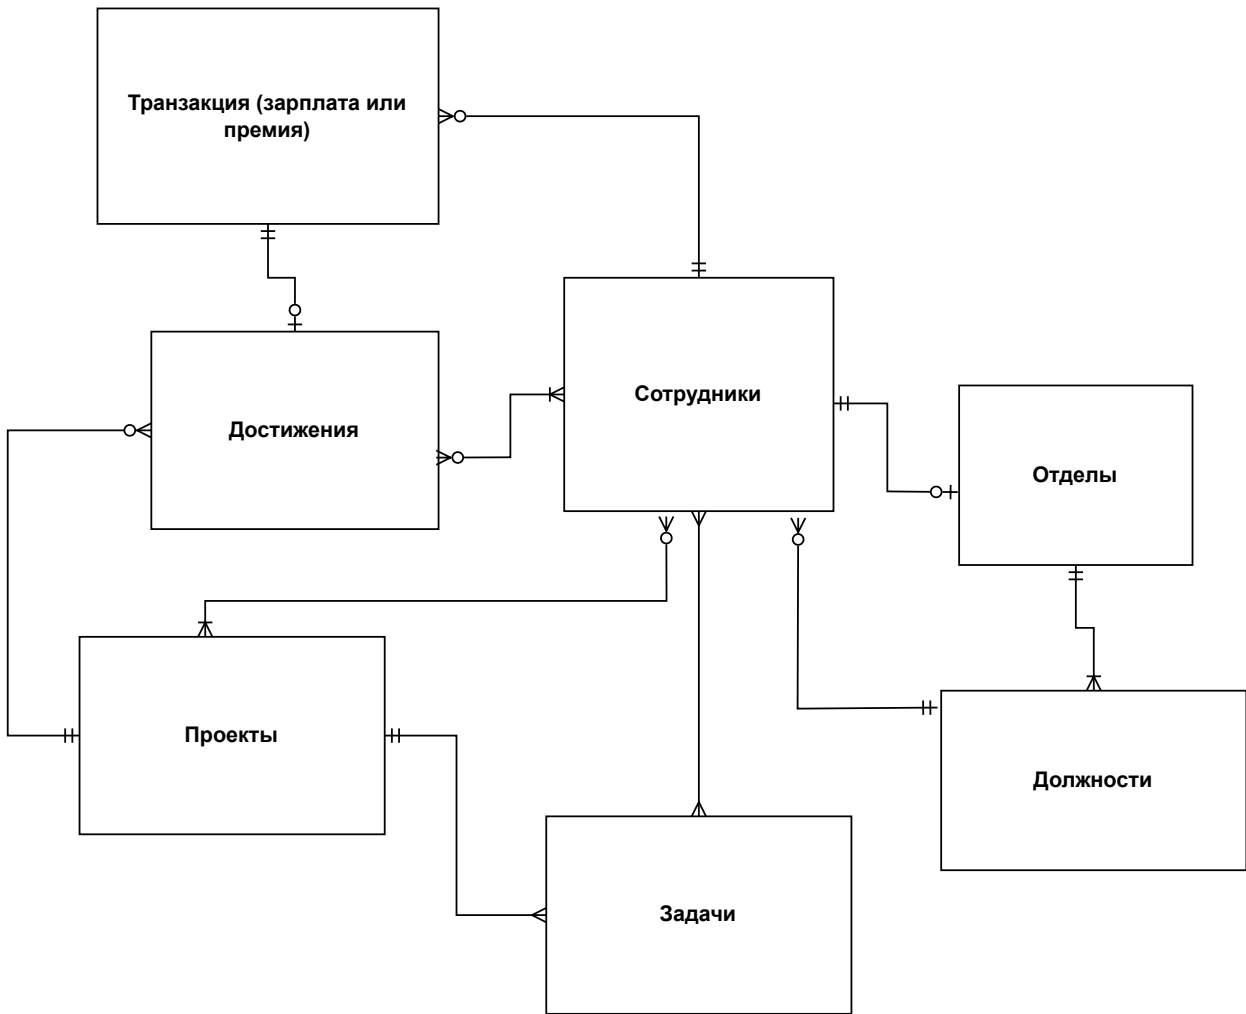 Транзакция (зарплата или
премия)
Сотрудники
Достижения
Отделы
Проекты
Должности
Задачи